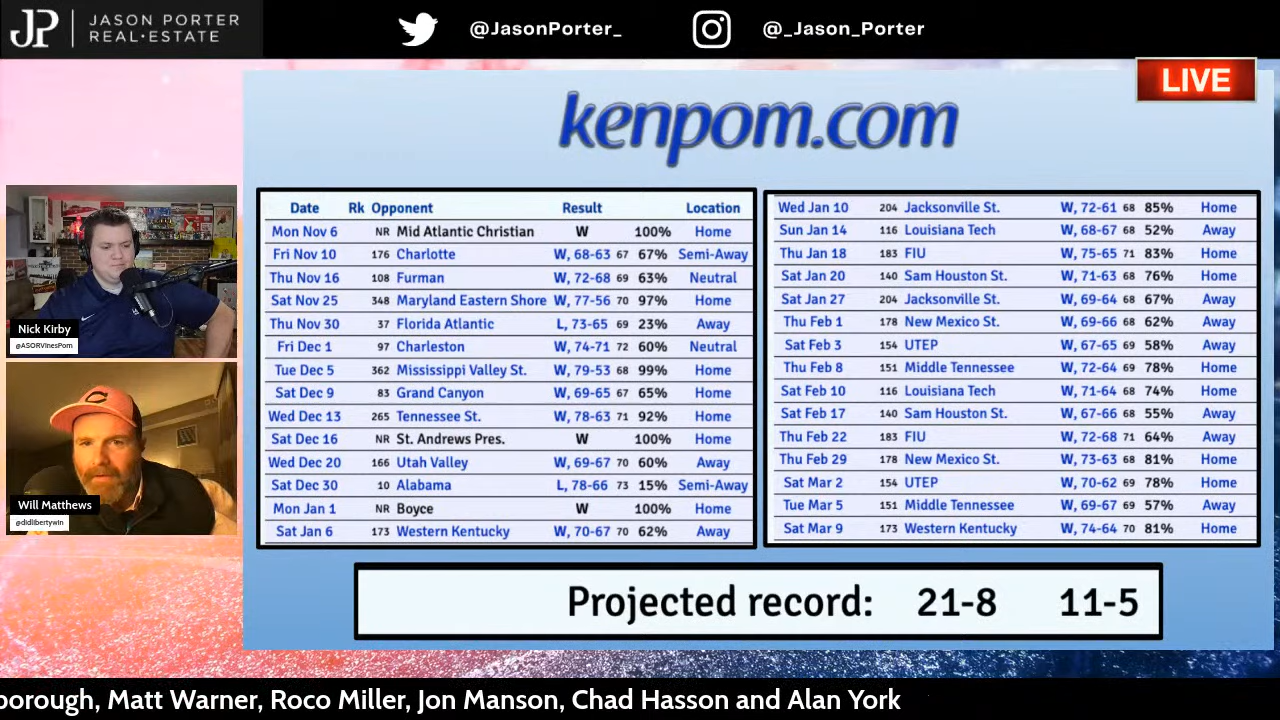 JP JASON PORTER
REAL•ESTATE
@JasonPorter_
@_Jason_Porter
LIVE
kenpom.com
Date Rk Opponent Result Location
Mon Nov 6 NR Mid Atlantic Christian W 100% Home
Fri Nov 10 176 Charlotte W, 68-63 67 67% Semi-Away
Thu Nov 16 108 Furman W, 72-68 69 63% Neutral
Sat Nov 25 348 Maryland Eastern Shore W, 77-56 70 97% Home
Thu Nov 30 37 Florida Atlantic L, 73-65 69 23% Away
Fri Dec 1 97 Charleston W, 74-71 72 60% Neutral
Tue Dec 5 362 Mississippi Valley St. W, 79-53 68 99% Home
Sat Dec 9 83 Grand Canyon W, 69-65 68 65% Home
Wed Dec 13 265 Tennessee St. W, 78-63 71 92% Home
Sat Dec 16 NR St. Andrews Pres. W 100% Home
Wed Dec 20 166 Utah Valley W, 69-67 70 60% Away
Sat Dec 30 10 Alabama L, 78-66 73 15% Semi-Away
Mon Jan 1 NR Boyce W 100% Home
Sat Jan 6 173 Western Kentucky W, 70-67 70 62% Away
Wed Jan 10 204 Jacksonville St. W, 72-61 68 85% Home
Sun Jan 14 116 Louisiana Tech W, 68-67 68 52% Away
Thu Jan 18 183 FIU W, 75-65 71 83% Home
Sat Jan 20 140 Sam Houston St. W, 71-63 68 76% Home
Sat Jan 27 204 Jacksonville St. W, 69-64 68 67% Away
Thu Feb 1 178 New Mexico St. W, 69-66 68 62% Away
Sat Feb 3 154 UTEP W, 67-65 69 58% Away
Thu Feb 8 151 Middle Tennessee W, 72-64 69 78% Home
Sat Feb 10 116 Louisiana Tech W, 71-64 68 74% Home
Sat Feb 17 140 Sam Houston St. W, 67-66 68 55% Away
Thu Feb 22 183 FIU W, 72-68 71 64% Away
Thu Feb 29 178 New Mexico St. W, 73-63 68 81% Home
Sat Mar 2 154 UTEP W, 70-62 69 78% Home
Tue Mar 5 151 Middle Tennessee W, 69-67 69 57% Away
Sat Mar 9 173 Western Kentucky W, 74-64 70 81% Home
Projected record: 21-8 11-5
Nick Kirby
@ASORVinesPom
C
Will Matthews
@didlibertywin
borough, Matt Warner, Roco Miller, Jon Manson, Chad Hasson and Alan York